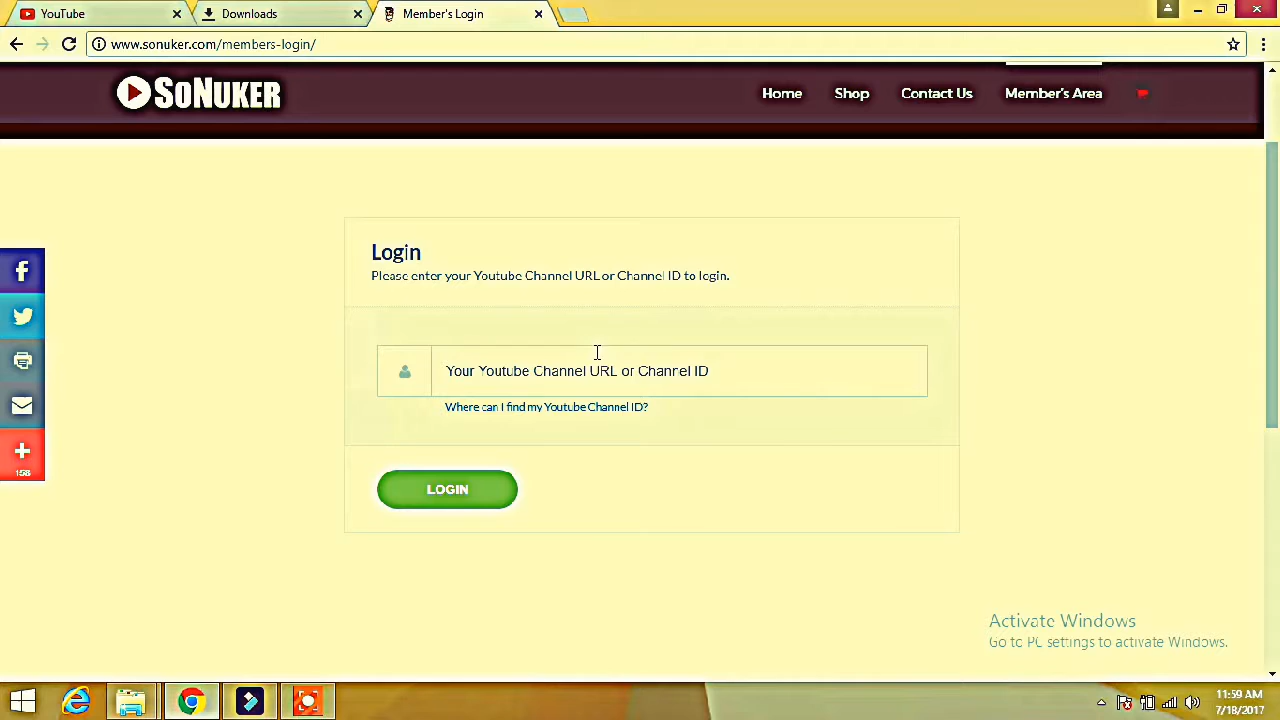 YouTube
Downloads
Member's Login
www.sonuker.com/members-login/
SoNuker
Home
Shop
Contact Us
Member's Area
Login
Please enter your Youtube Channel URL or Channel ID to login.
Your Youtube Channel URL or Channel ID
Where can I find my Youtube Channel ID?
158
LOGIN
Activate Windows
Go to PC settings to activate Windows.
11:59 AM
7/18/2017